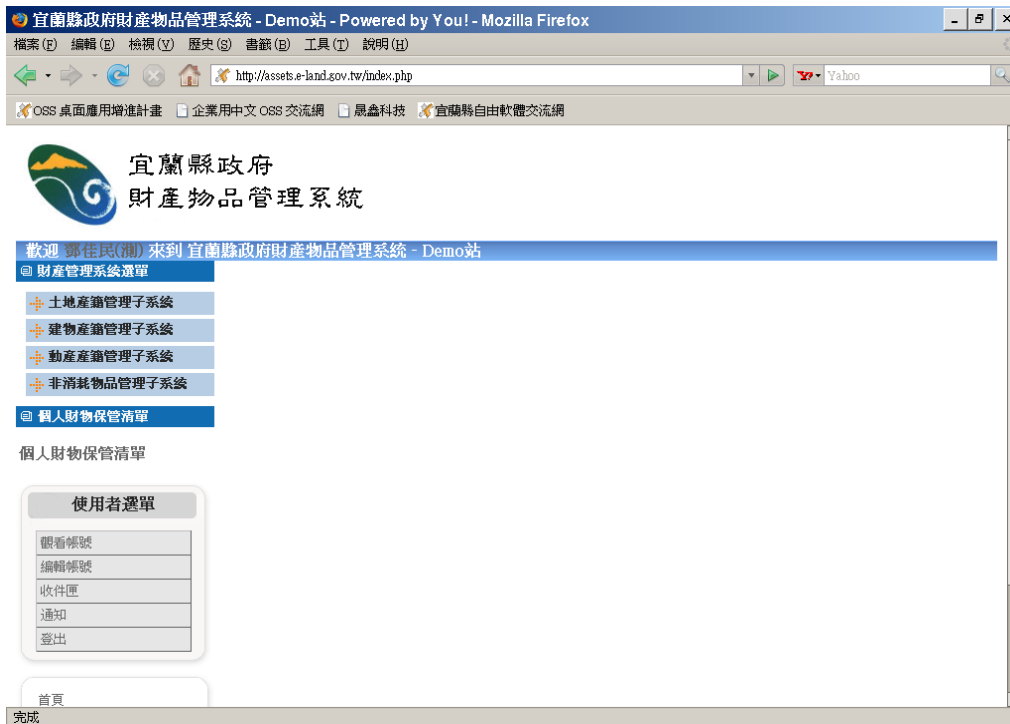 宜蘭縣政府財產物品管理系統 - Demo站 - Powered by You! - Mozilla Firefox
檔案(F) 編輯(E) 檢視(V) 歷史(S) 書籤(B) 工具(T) 說明(H)
http://assets.e-land.gov.tw/index.php Yahoo
OSS 桌面應用增進計畫 企業用中文 OSS 交流網 晟鑫科技 宜蘭縣自由軟體交流網
宜蘭縣政府
財產物品管理系統
歡迎 鄧佳民(測) 來到 宜蘭縣政府財產物品管理系統 - Demo站
財產管理系統選單
土地產籍管理子系統
建物產籍管理子系統
動產產籍管理子系統
非消耗物品管理子系統
個人財物保管清單
個人財物保管清單
使用者選單
觀看帳號
編輯帳號
收件匣
通知
登出
首頁
完成